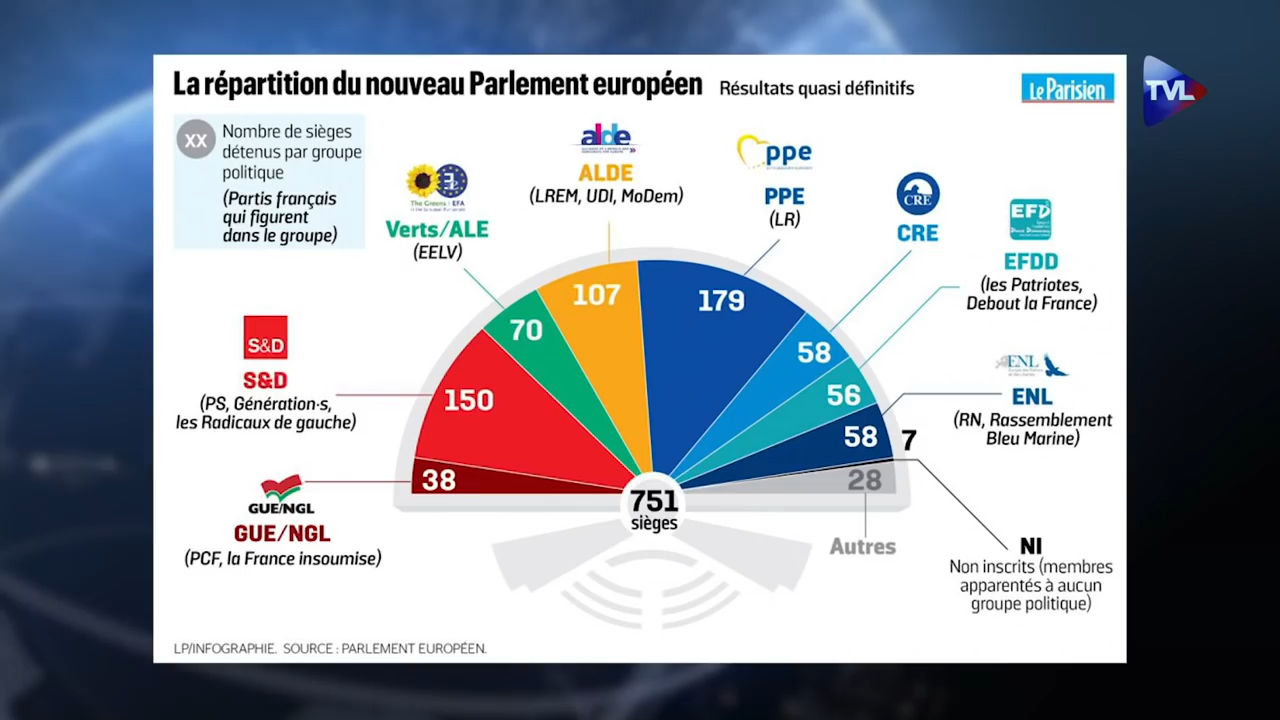 La répartition du nouveau Parlement européen Résultats quasi définitifs
Le Parisien
TVL
XX
Nombre de sièges
détenus par groupe
politique
(Partis français
qui figurent
dans le groupe)
alde
ALDE
(LREM, UDI, MoDem)
ppe
PPE
(LR)
The Greens | EFA
Verts/ALE
(EELV)
CRE
CRE
EFD
EFDD
(les Patriotes,
Debout la France)
S&D
S&D
(PS, Génération·s,
les Radicaux de gauche)
ENL
ENL
(RN, Rassemblement
Bleu Marine)
GUE/NGL
GUE/NGL
(PCF, la France insoumise)
38
150
70
107
179
58
56
58
7
28
751
sièges
Autres
NI
Non inscrits (membres
apparentés à aucun
groupe politique)
LP/INFOGRAPHIE. SOURCE : PARLEMENT EUROPÉEN.